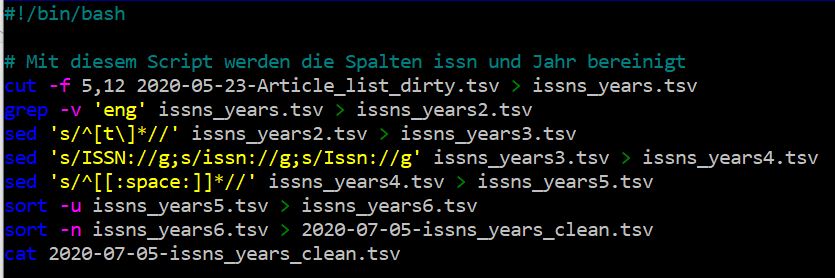 #!/bin/bash
# Mit diesem Script werden die Spalten issn und Jahr bereinigt
cut -f 5,12 2020-05-23-Article_list_dirty.tsv > issns_years.tsv
grep -v 'eng' issns_years.tsv > issns_years2.tsv
sed 's/^[t\]*//' issns_years2.tsv > issns_years3.tsv
sed 's/ISSN://g;s/issn://g;s/Issn://g' issns_years3.tsv > issns_years4.tsv
sed 's/^[[:space:]]*//' issns_years4.tsv > issns_years5.tsv
sort -u issns_years5.tsv > issns_years6.tsv
sort -n issns_years6.tsv > 2020-07-05-issns_years_clean.tsv
cat 2020-07-05-issns_years_clean.tsv